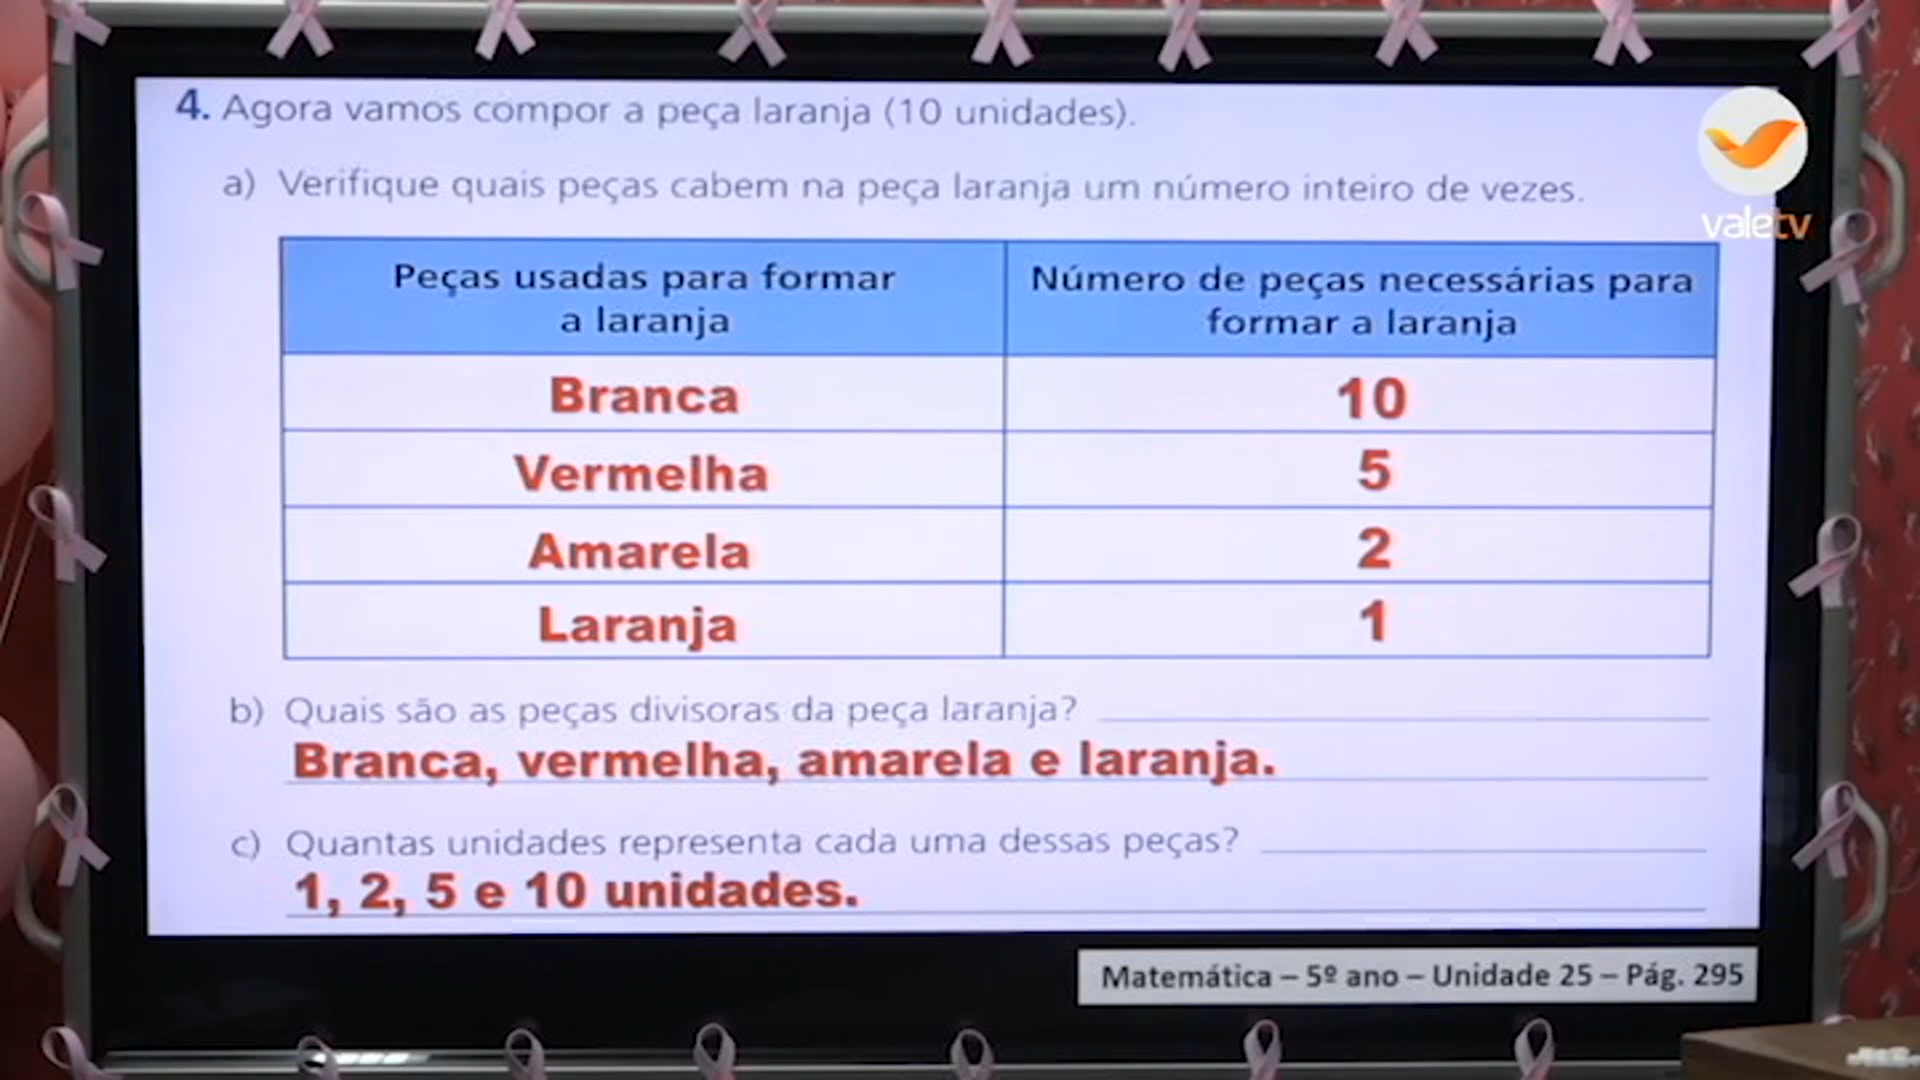 4. Agora vamos compor a peça laranja (10 unidades).
a) Verifique quais peças cabem na peça laranja um número inteiro de vezes.
valetv
Peças usadas para formar
a laranja
Número de peças necessárias para
formar a laranja
Branca 10
Vermelha 5
Amarela 2
Laranja 1
b) Quais são as peças divisoras da peça laranja?
Branca, vermelha, amarela e laranja.
c) Quantas unidades representa cada uma dessas peças?
1, 2, 5 e 10 unidades.
Matemática – 5º ano – Unidade 25 – Pág. 295